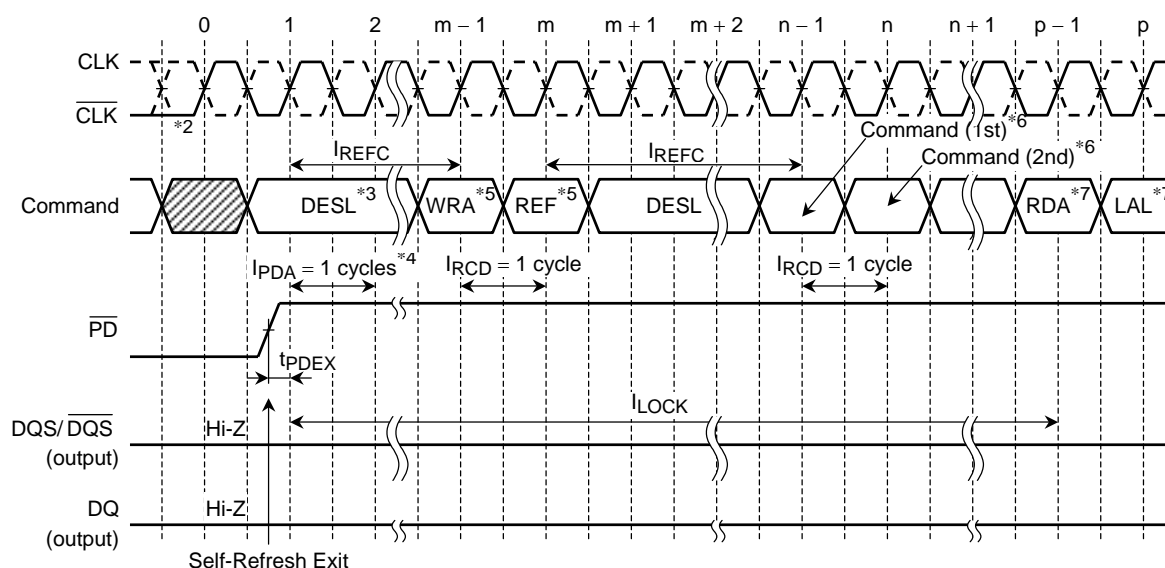 0 1 2 m − 1 m m + 1 m + 2 n − 1 n n + 1 p − 1 p
CLK
CLK
*2
Command (1st)*6
IREFC IREFC
Command (2nd)*6
Command DESL*3 WRA*5 REF*5 DESL RDA*7 LAL*7
IPDA = 1 cycles*4 IRCD = 1 cycle IRCD = 1 cycle
PD
tPDEX
ILOCK
DQS/DQS Hi-Z
(output)
DQ Hi-Z
(output)
Self-Refresh Exit